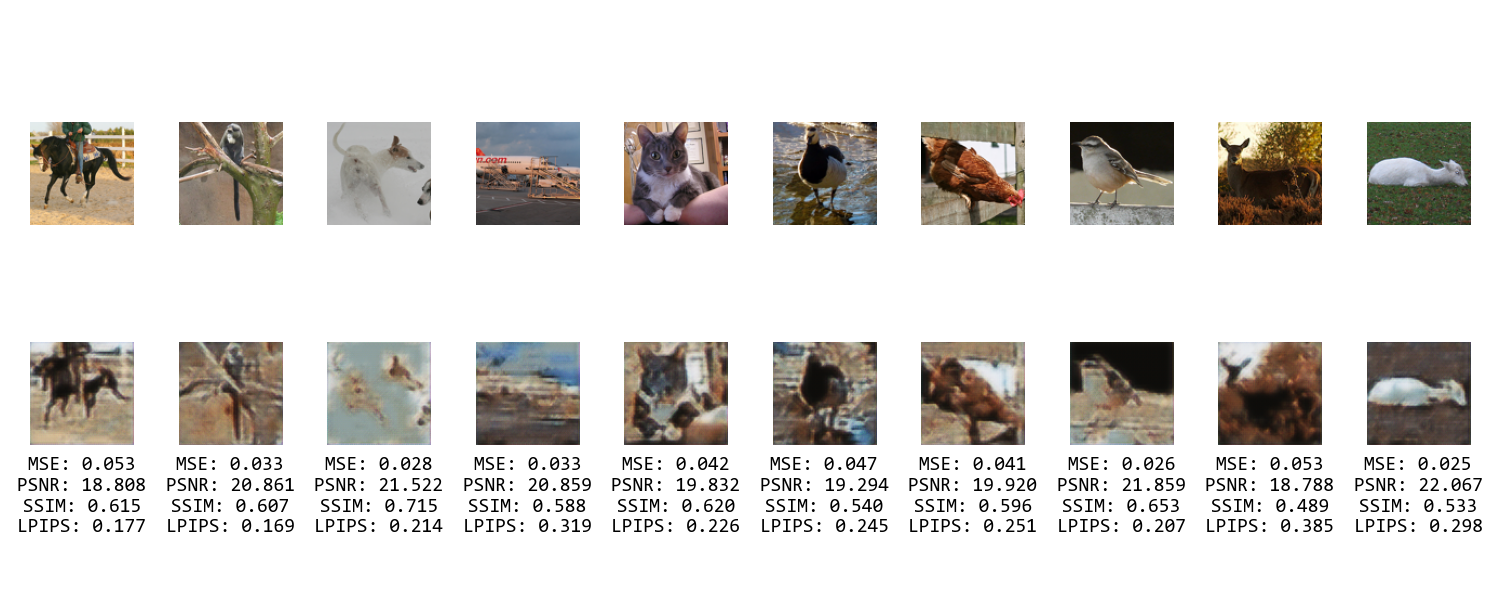 a.com
MSE: 0.053 MSE: 0.033 MSE: 0.028 MSE: 0.033 MSE: 0.042 MSE: 0.047 MSE: 0.041 MSE: 0.026 MSE: 0.053 MSE: 0.025
PSNR: 18.808 PSNR: 20.861 PSNR: 21.522 PSNR: 20.859 PSNR: 19.832 PSNR: 19.294 PSNR: 19.920 PSNR: 21.859 PSNR: 18.788 PSNR: 22.067
SSIM: 0.615 SSIM: 0.607 SSIM: 0.715 SSIM: 0.588 SSIM: 0.620 SSIM: 0.540 SSIM: 0.596 SSIM: 0.653 SSIM: 0.489 SSIM: 0.533
LPIPS: 0.177 LPIPS: 0.169 LPIPS: 0.214 LPIPS: 0.319 LPIPS: 0.226 LPIPS: 0.245 LPIPS: 0.251 LPIPS: 0.207 LPIPS: 0.385 LPIPS: 0.298